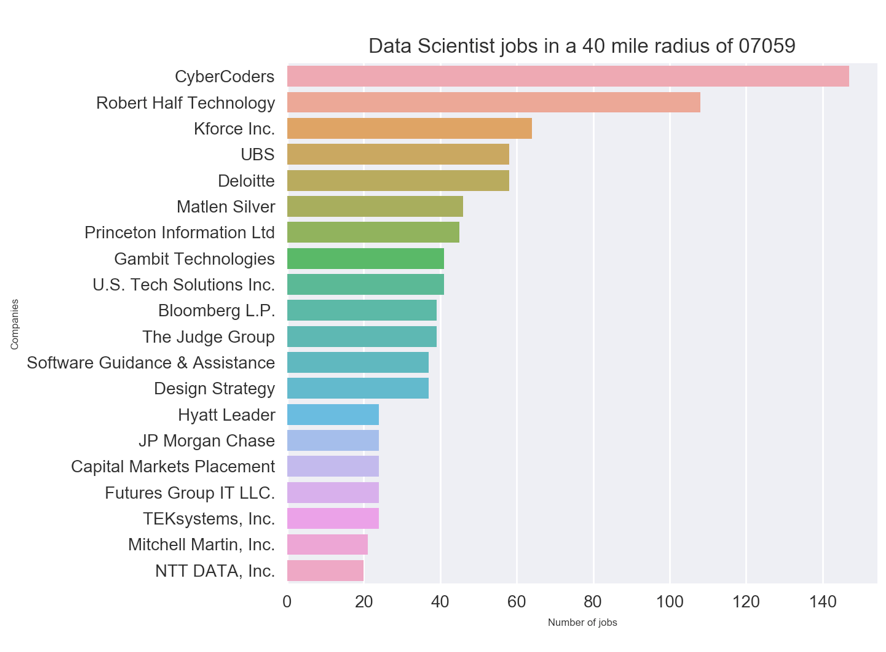 Data Scientist jobs in a 40 mile radius of 07059
CyberCoders
Robert Half Technology
Kforce Inc.
UBS
Deloitte
Matlen Silver
Princeton Information Ltd
Gambit Technologies
U.S. Tech Solutions Inc.
Bloomberg L.P.
The Judge Group
Software Guidance & Assistance
Design Strategy
Hyatt Leader
JP Morgan Chase
Capital Markets Placement
Futures Group IT LLC.
TEKsystems, Inc.
Mitchell Martin, Inc.
NTT DATA, Inc.
Companies
0 20 40 60 80 100 120 140
Number of jobs